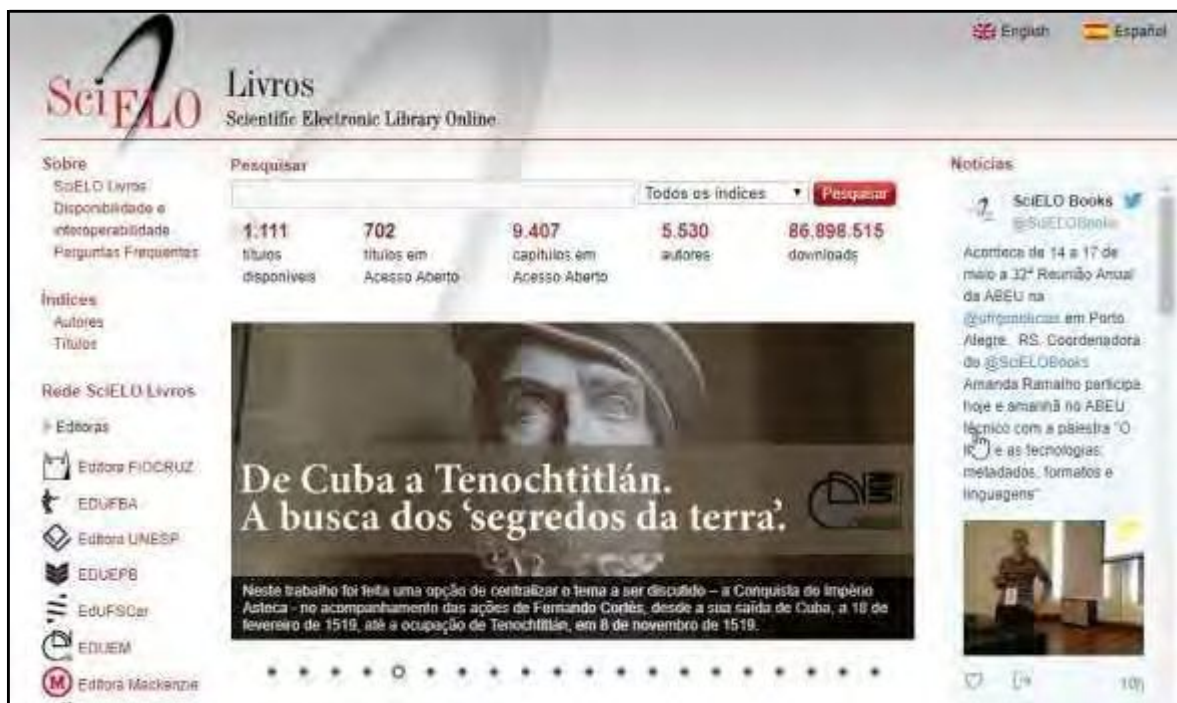 English
Español
SciELO
Livros
Scientific Electronic Library Online
Sobre
SciELO Livros
Disponibilidade e
interoperabilidade
Perguntas Frequentes
Índices
Autores
Títulos
Rede SciELO Livros
Editoras
Editora FIOCRUZ
EDUFBA
Editora UNESP
EDUEPB
EdUFSCar
EDUEM
Editora Mackenzie
Pesquisar
Todos os índices
Pesquisar
1.111
títulos
disponíveis
702
títulos em
Acesso Aberto
9.407
capítulos em
Acesso Aberto
5.530
autores
86.898.515
downloads
De Cuba a Tenochtitlán.
A busca dos 'segredos da terra'.
Neste trabalho foi feita uma opção de centralizar o tema a ser discutido – a Conquista do Império
Asteca - no acompanhamento das ações de Fernando Cortés, desde a sua saída de Cuba, a 18 de
fevereiro de 1519, até a ocupação de Tenochtitlán, em 8 de novembro de 1519.
Notícias
SciELO Books
@SciELOBooks
Acontece de 14 a 17 de
maio a 32ª Reunião Anual
da ABEU na
em Porto
Alegre. RS. Coordenadora
do @SciELOBooks
Amanda Ramalho participa
hoje e amanhã no ABEU
técnico com a palestra "O
e as tecnologias:
metadados, formatos e
linguagens"
10h